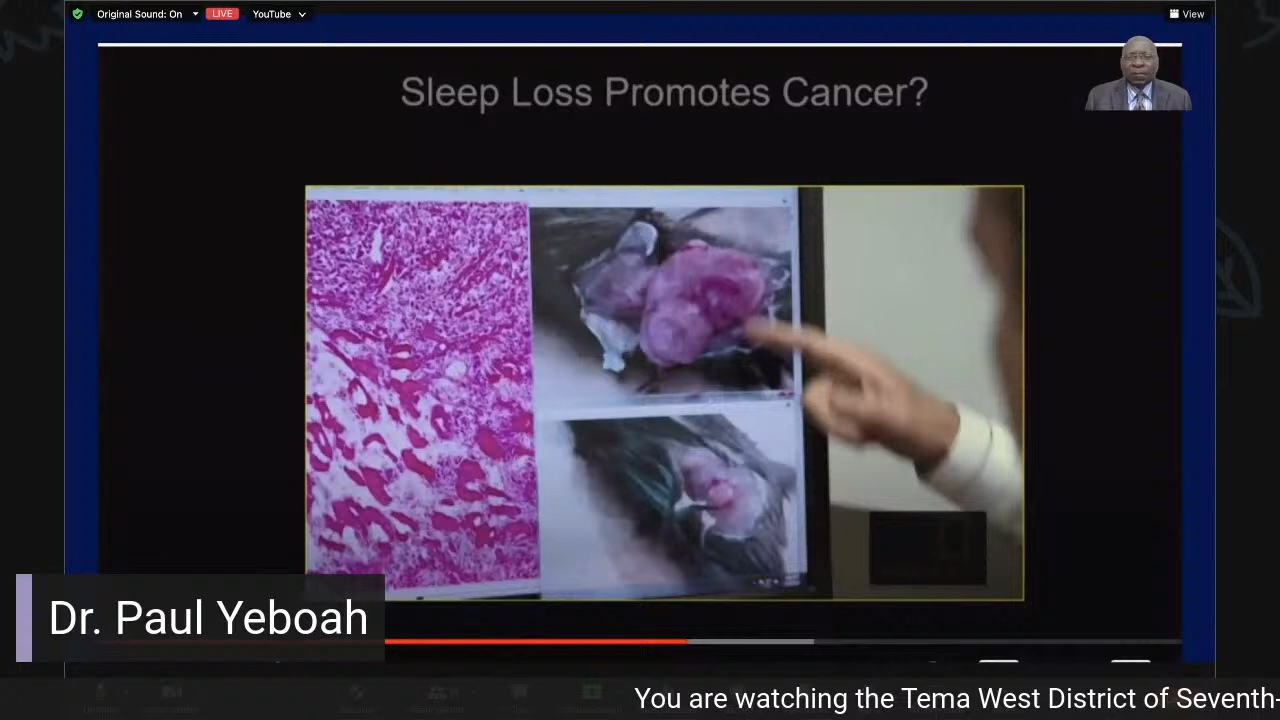 Original Sound: On
LIVE
YouTube
View
Sleep Loss Promotes Cancer?
Dr. Paul Yeboah
You are watching the Tema West District of Seventh-